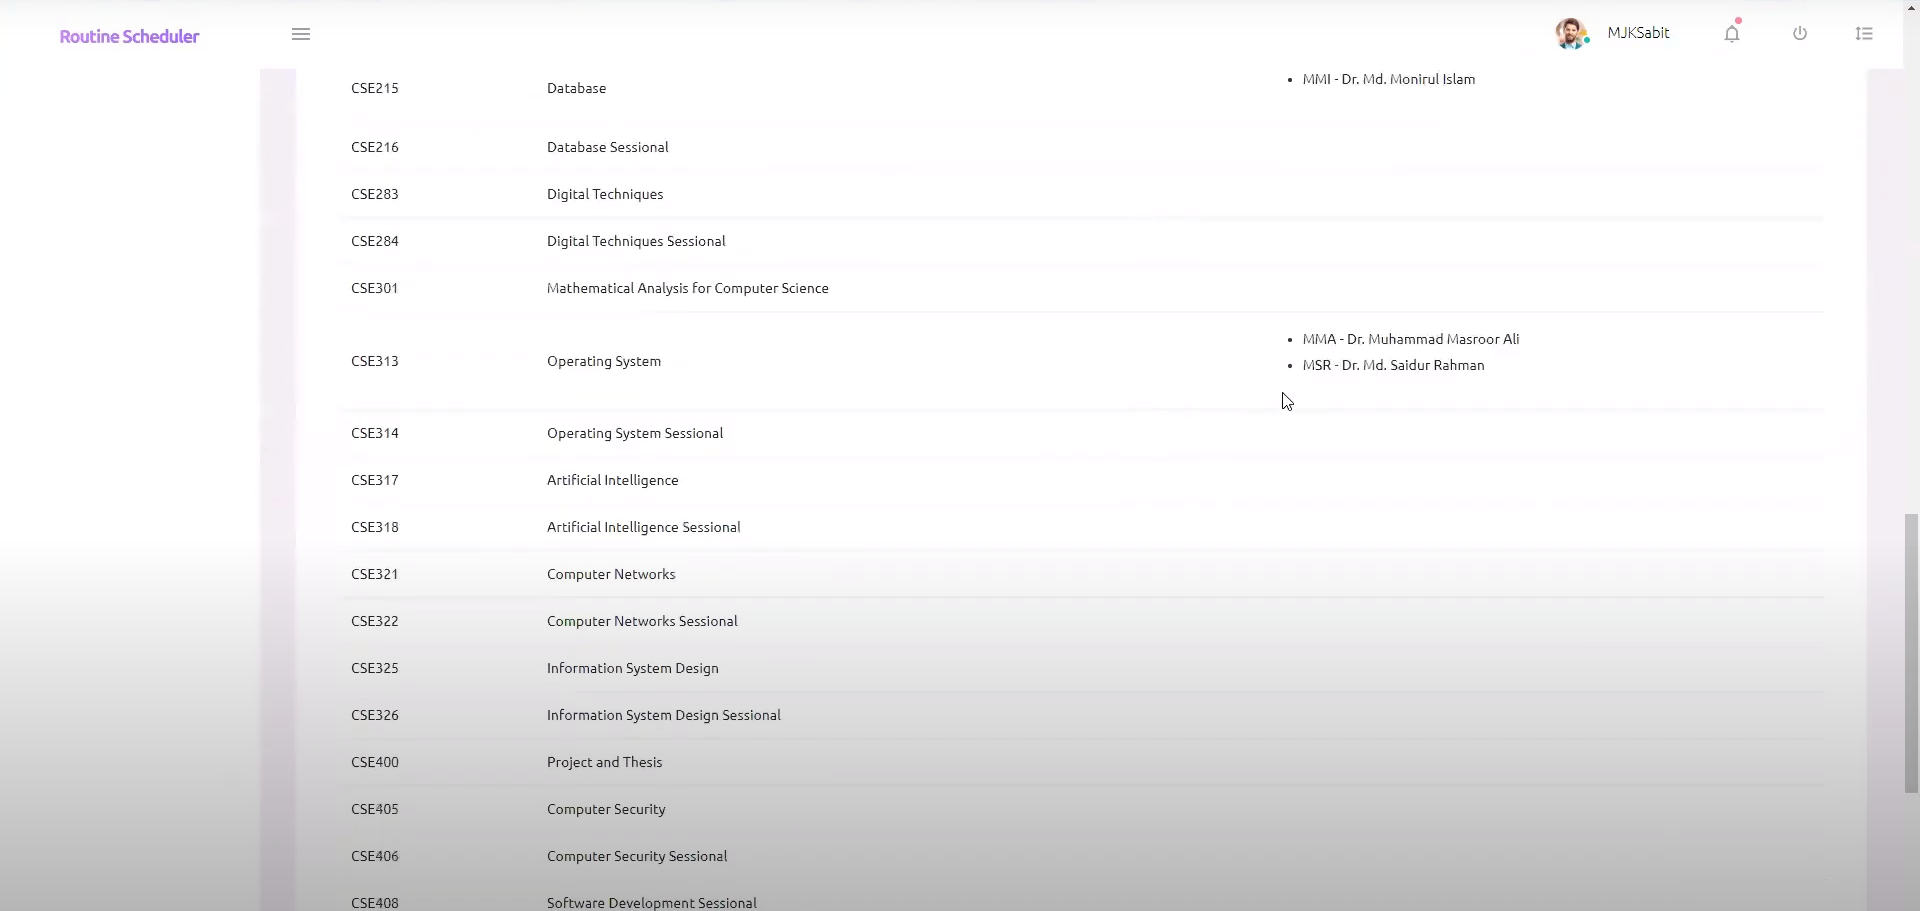 Routine Scheduler
MJKSabit
CSE215 Database • MMI - Dr. Md. Monirul Islam
CSE216 Database Sessional
CSE283 Digital Techniques
CSE284 Digital Techniques Sessional
CSE301 Mathematical Analysis for Computer Science
• MMA - Dr. Muhammad Masroor Ali
CSE313 Operating System
• MSR - Dr. Md. Saidur Rahman
CSE314 Operating System Sessional
CSE317 Artificial Intelligence
CSE318 Artificial Intelligence Sessional
CSE321 Computer Networks
CSE322 Computer Networks Sessional
CSE325 Information System Design
CSE326 Information System Design Sessional
CSE400 Project and Thesis
CSE405 Computer Security
CSE406 Computer Security Sessional
CSE408 Software Development Sessional